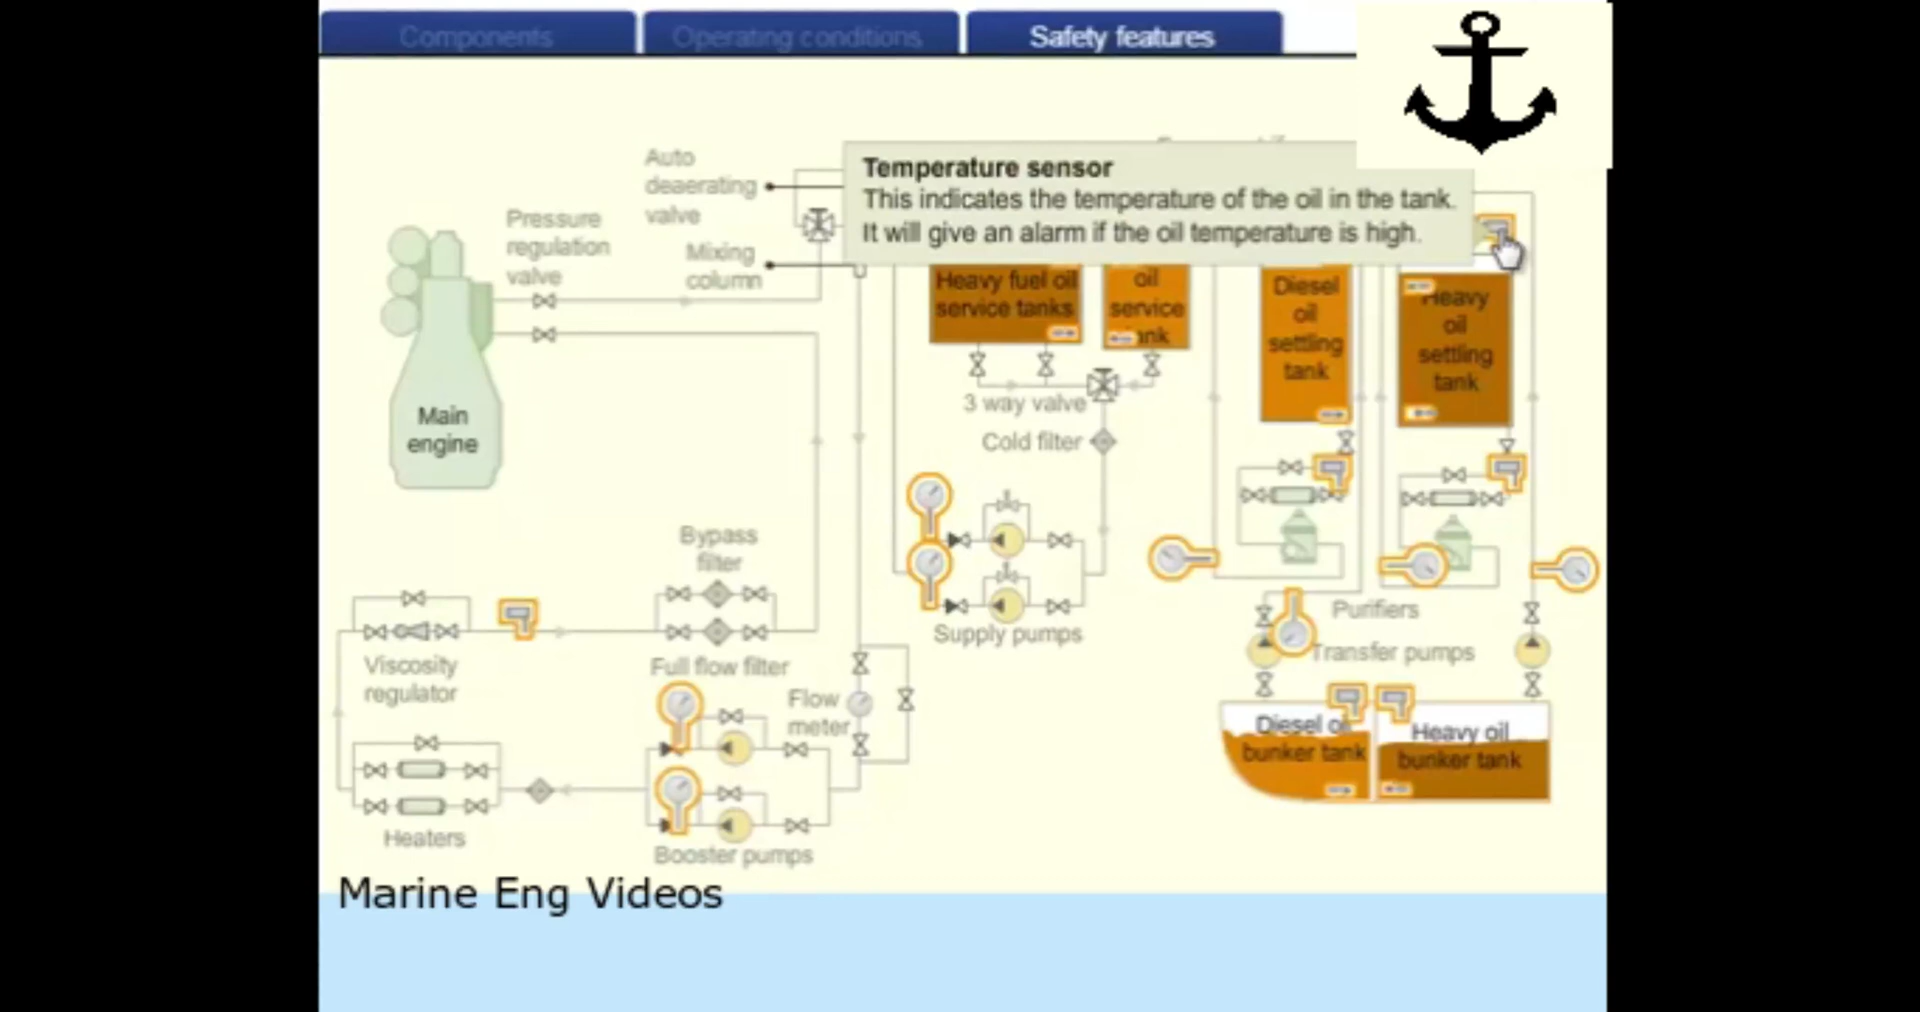 Components
Operating conditions
Safety features
Auto
deaerating
valve
Temperature sensor
This indicates the temperature of the oil in the tank.
It will give an alarm if the oil temperature is high.
Pressure
regulation
valve
Mixing
column
Heavy fuel oil
service tanks
oil
service
Diesel
oil
settling
tank
Heavy
oil
settling
tank
3 way valve
Cold filter
Main
engine
Bypass
filter
Supply pumps
Purifiers
Transfer pumps
Viscosity
regulator
Full flow filter
Flow
meter
Diesel oil
bunker tank
Heavy oil
bunker tank
Heaters
Booster pumps
Marine Eng Videos